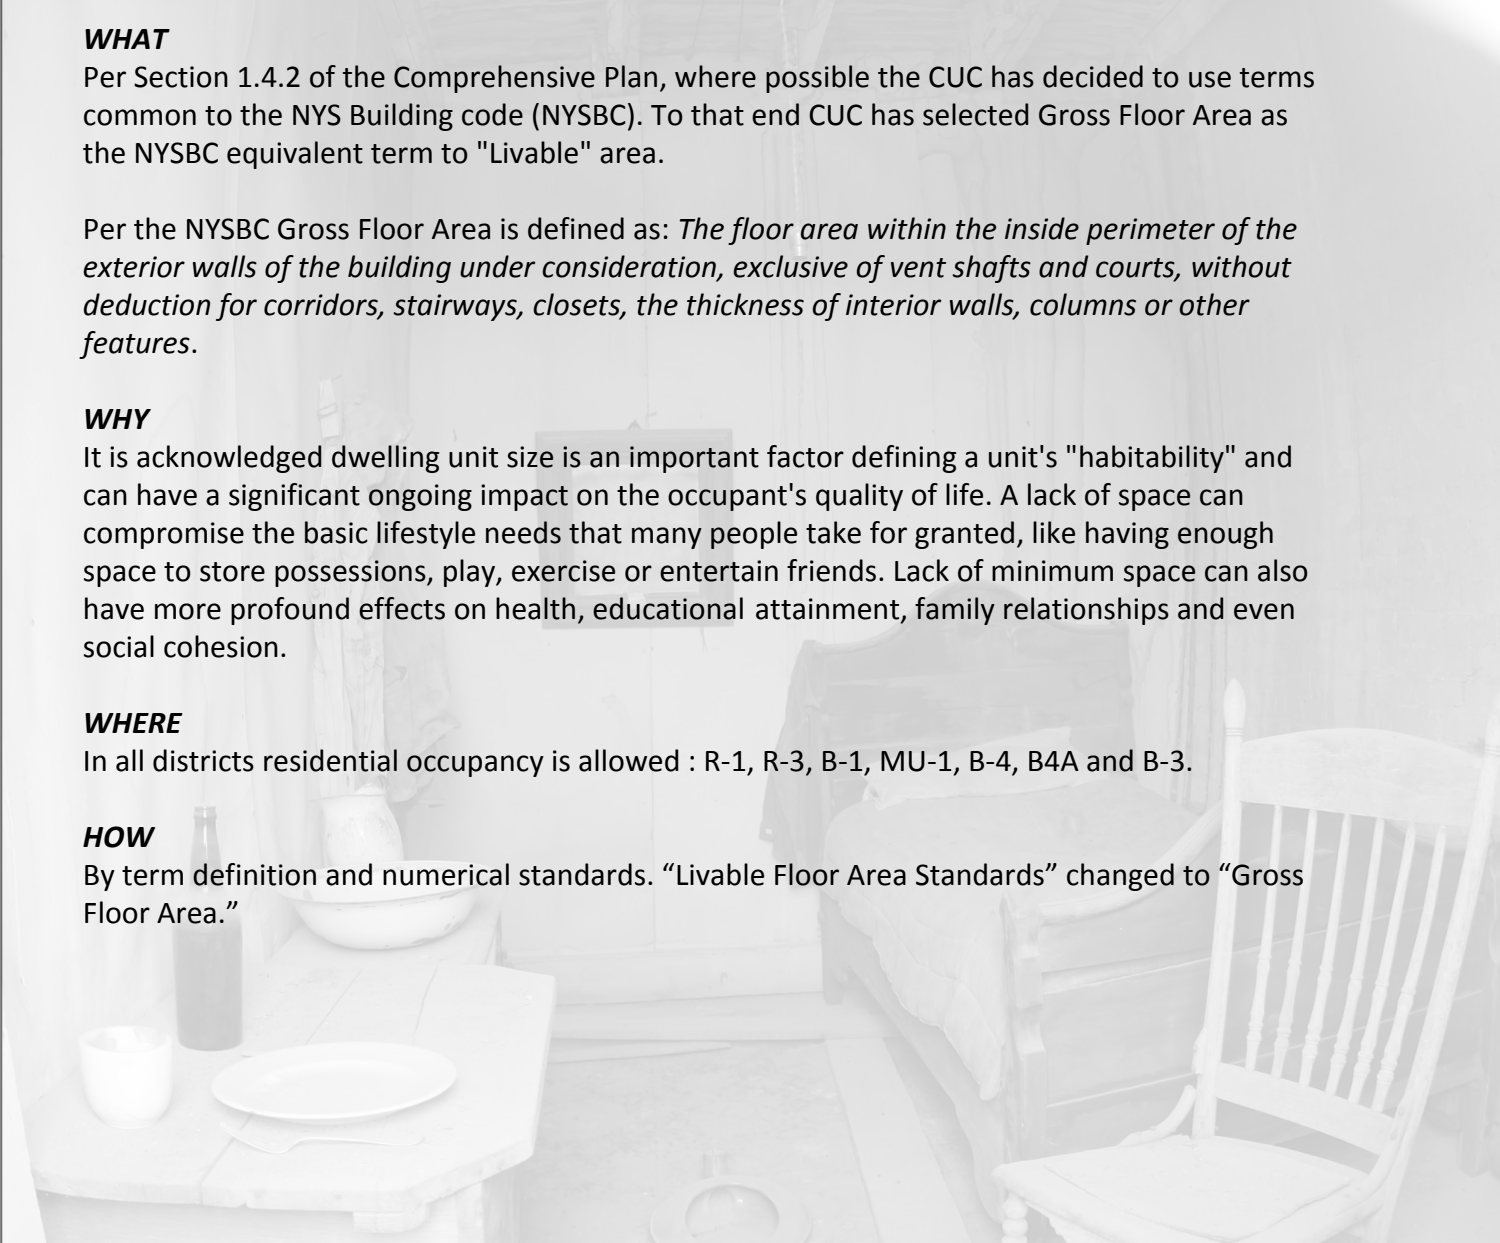 WHAT
Per Section 1.4.2 of the Comprehensive Plan, where possible the CUC has decided to use terms
common to the NYS Building code (NYSBC). To that end CUC has selected Gross Floor Area as
the NYSBC equivalent term to "Livable" area.
Per the NYSBC Gross Floor Area is defined as: The floor area within the inside perimeter of the
exterior walls of the building under consideration, exclusive of vent shafts and courts, without
deduction for corridors, stairways, closets, the thickness of interior walls, columns or other
features.
WHY
It is acknowledged dwelling unit size is an important factor defining a unit's "habitability" and
can have a significant ongoing impact on the occupant's quality of life. A lack of space can
compromise the basic lifestyle needs that many people take for granted, like having enough
space to store possessions, play, exercise or entertain friends. Lack of minimum space can also
have more profound effects on health, educational attainment, family relationships and even
social cohesion.
WHERE
In all districts residential occupancy is allowed : R-1, R-3, B-1, MU-1, B-4, B4A and B-3.
HOW
By term definition and numerical standards. “Livable Floor Area Standards” changed to “Gross
Floor Area.”